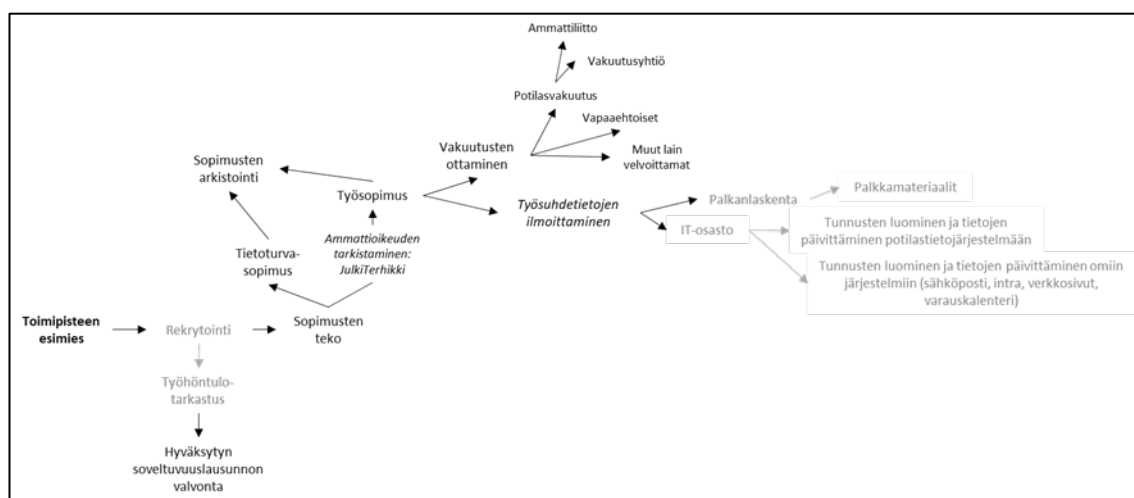 Ammattiliitto
Vakuutusyhtiö
Potilasvakuutus
Vapaaehtoiset
Vakuutusten
ottaminen
Muut lain
velvoittamat
Sopimusten
arkistointi
Työsopimus
Työsuhdetietojen
ilmoittaminen
Palkanlaskenta
Palkkamateriaalit
IT-osasto
Tunnusten luominen ja tietojen
päivittäminen potilastietojärjestelmään
Tunnusten luominen ja tietojen päivittäminen omiin
järjestelmiin (sähköposti, intra, verkkosivut,
varauskalenteri)
Ammattioikeuden
tarkistaminen:
JulkiTerhikki
Tietoturva-
sopimus
Toimipisteen
esimies
Rekrytointi
Sopimusten
teko
Työhöntulo-
tarkastus
Hyväksytyn
soveltuvuuslausunnon
valvonta